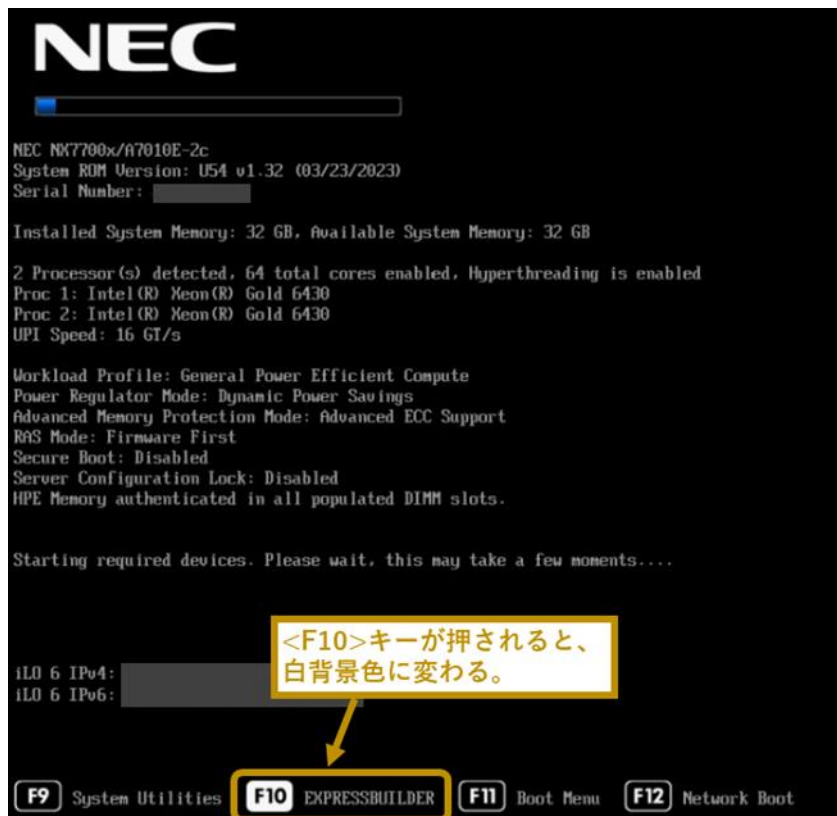 NEC
NEC NX7700x/A7010E-2c
System ROM Version: U54 v1.32 (03/23/2023)
Serial Number:
Installed System Memory: 32 GB, Available System Memory: 32 GB
2 Processor(s) detected, 64 total cores enabled, Hyperthreading is enabled
Proc 1: Intel(R) Xeon(R) Gold 6430
Proc 2: Intel(R) Xeon(R) Gold 6430
UPI Speed: 16 GT/s
Workload Profile: General Power Efficient Compute
Power Regulator Mode: Dynamic Power Savings
Advanced Memory Protection Mode: Advanced ECC Support
RAS Mode: Firmware First
Secure Boot: Disabled
Server Configuration Lock: Disabled
HPE Memory authenticated in all populated DIMM slots.
Starting required devices. Please wait, this may take a few moments....
<F10>キーが押されると、
白背景色に変わる。
iLO 6 IPv4:
iLO 6 IPv6:
F9 System Utilities F10 EXPRESSBUILDER F11 Boot Menu F12 Network Boot